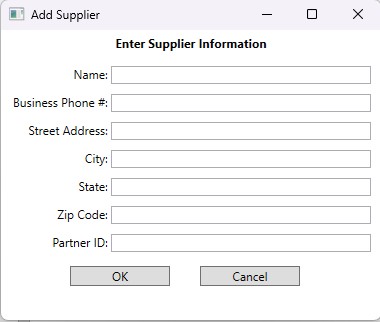 Add Supplier
Enter Supplier Information
Name:
Business Phone #:
Street Address:
City:
State:
Zip Code:
Partner ID:
OK Cancel